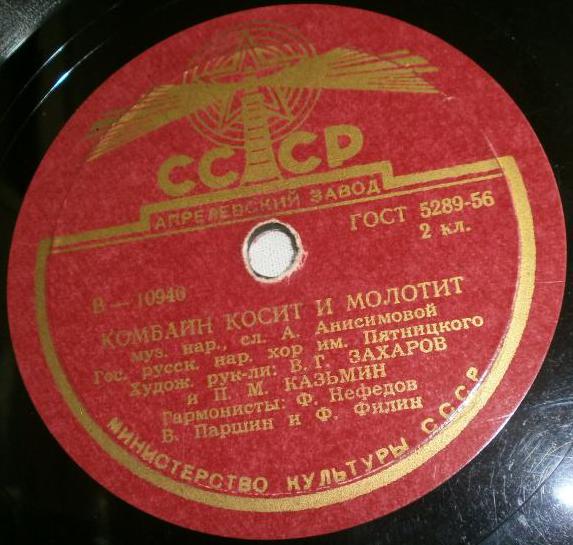 СССР
АПРЕЛЕВСКИЙ ЗАВОД
ГОСТ 5289-56
2 кл.
В — 10946
КОМБАЙН КОСИТ И МОЛОТИТ
муз. нар., сл. А. Анисимовой
Гос. русск. нар. хор им. Пятницкого
Худож. рук-ли: В. Г. ЗАХАРОВ
и П. М. КАЗЬМИН
Гармонисты: Ф. Нефедов
В. Паршин и Ф. Филин
МИНИСТЕРСТВО КУЛЬТУРЫ СССР